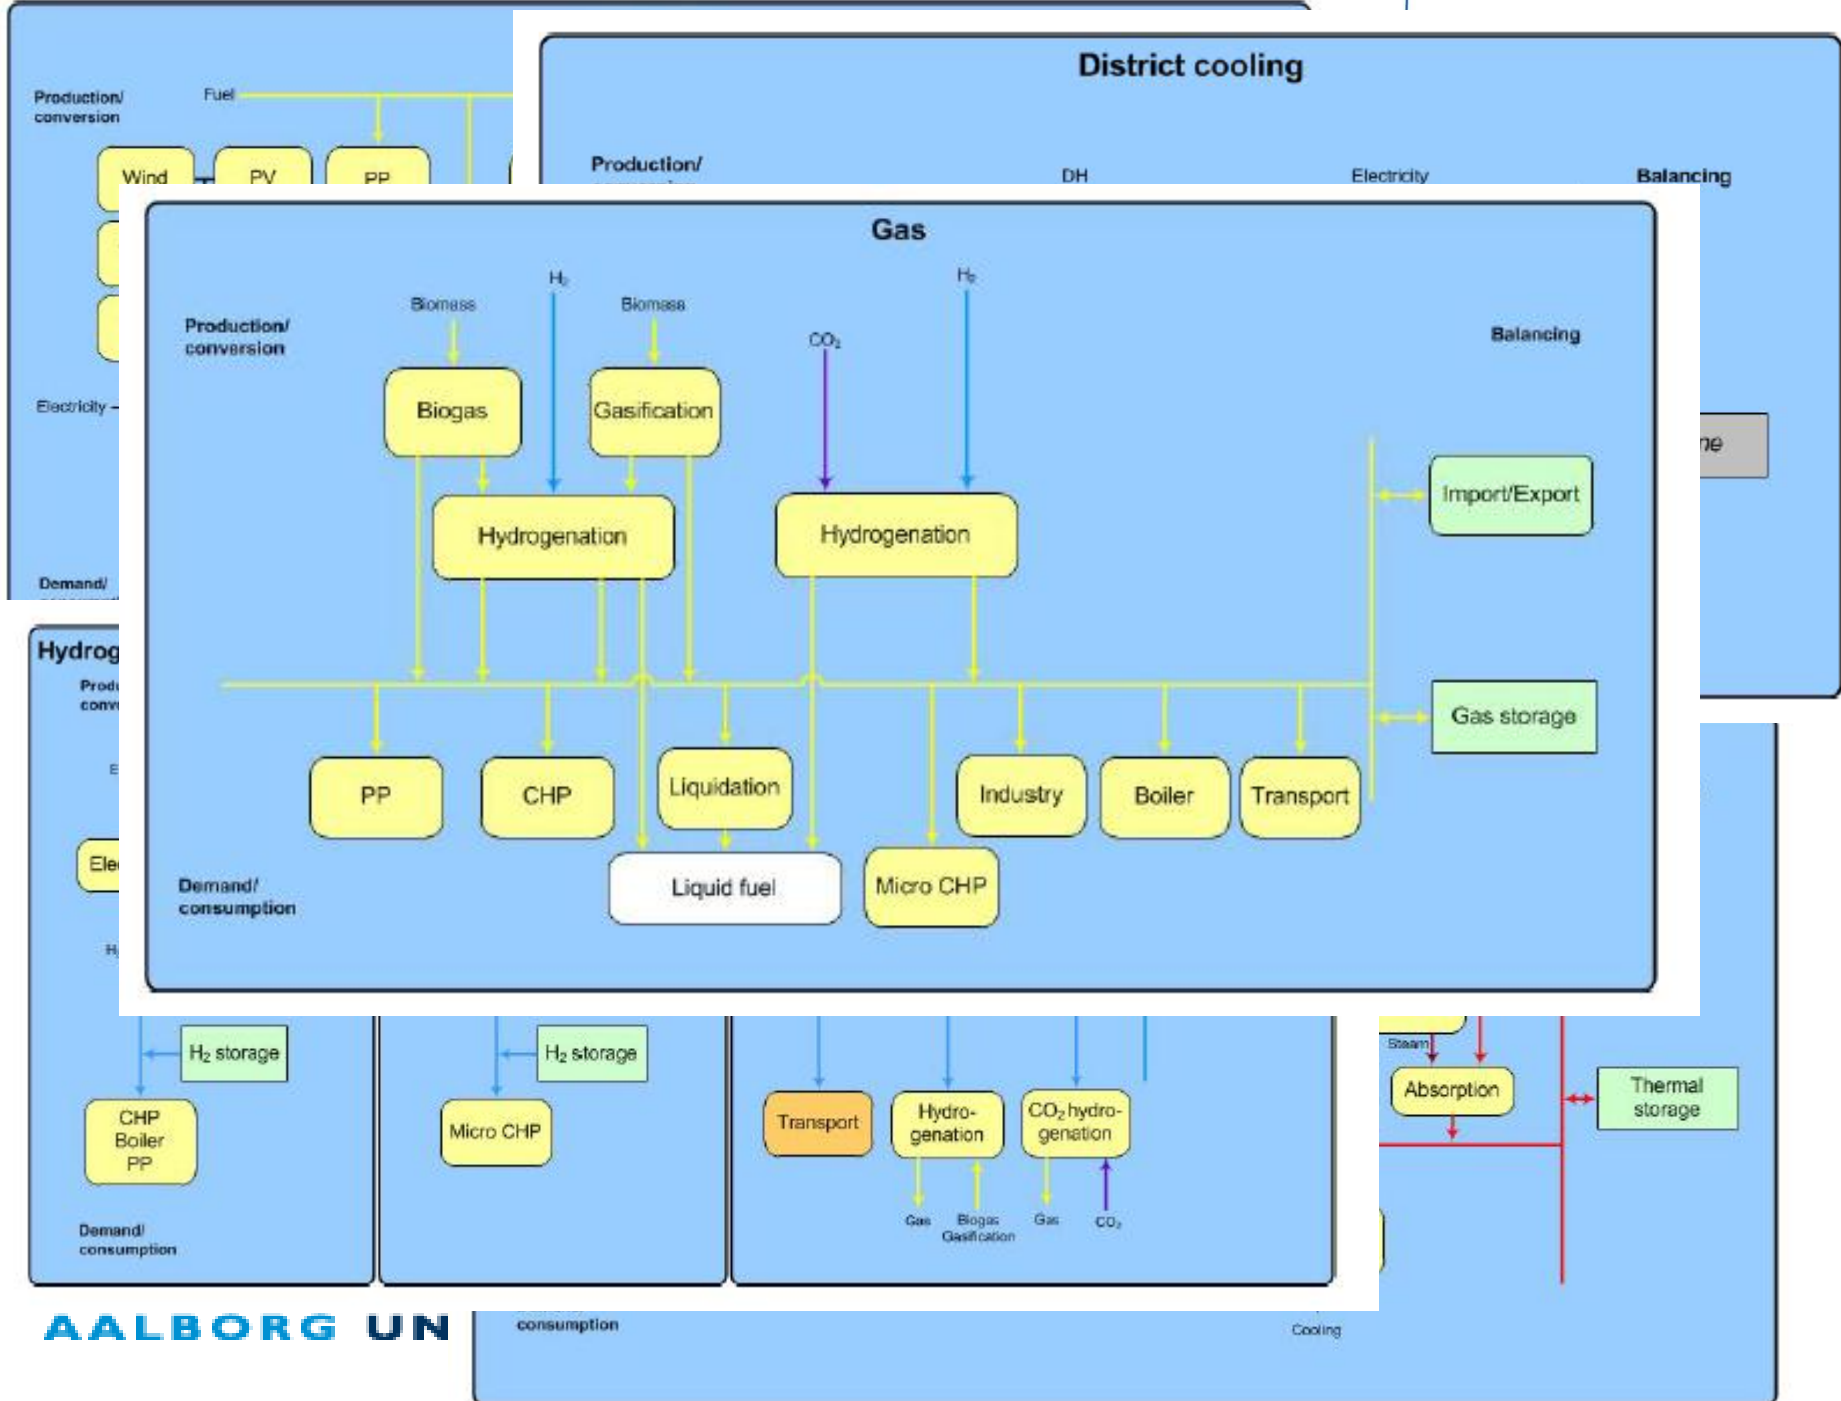 Production/
conversion
Fuel
Wind
PV
PP
Electricity
Demand/
District cooling
Production/
DH
Electricity
Balancing
Gas
Production/
conversion
Biomass
H₂
Biomass
CO₂
H₂
Balancing
Biogas
Gasification
Hydrogenation
Hydrogenation
Import/Export
Gas storage
PP
CHP
Liquidation
Industry
Boiler
Transport
Liquid fuel
Micro CHP
Demand/
consumption
H₂ storage
CHP
Boiler
PP
Demand/
consumption
H₂ storage
Micro CHP
Transport
Hydro-
genation
CO₂ hydro-
genation
Gas
Biogas
Gasification
Gas
CO₂
Steam
Absorption
Thermal
storage
AALBORG UN
consumption
Cooling